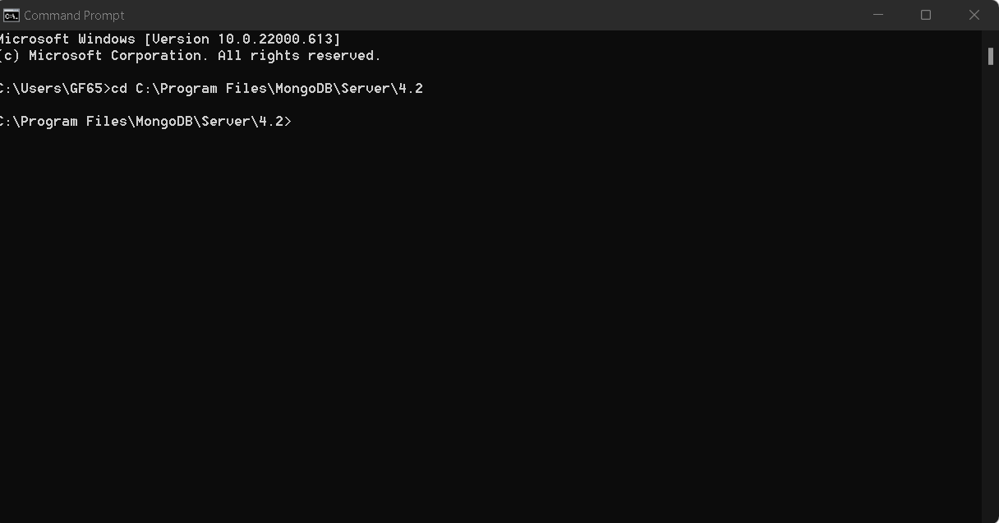 Command Prompt
Microsoft Windows [Version 10.0.22000.613]
(c) Microsoft Corporation. All rights reserved.
C:\Users\GF65>cd C:\Program Files\MongoDB\Server\4.2
C:\Program Files\MongoDB\Server\4.2>